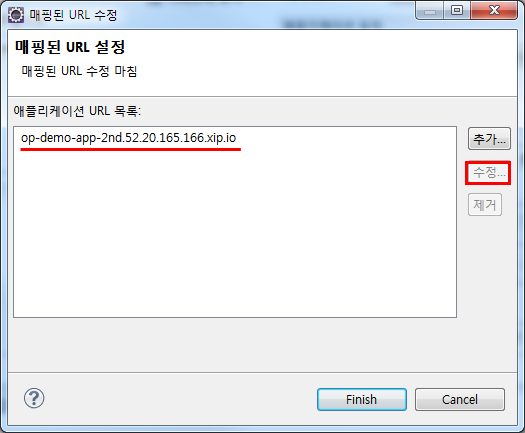 매핑된 URL 수정
매핑된 URL 설정
매핑된 URL 수정 마침
애플리케이션 URL 목록:
op-demo-app-2nd.52.20.165.166.xip.io
추가...
수정...
제거
?
Finish
Cancel